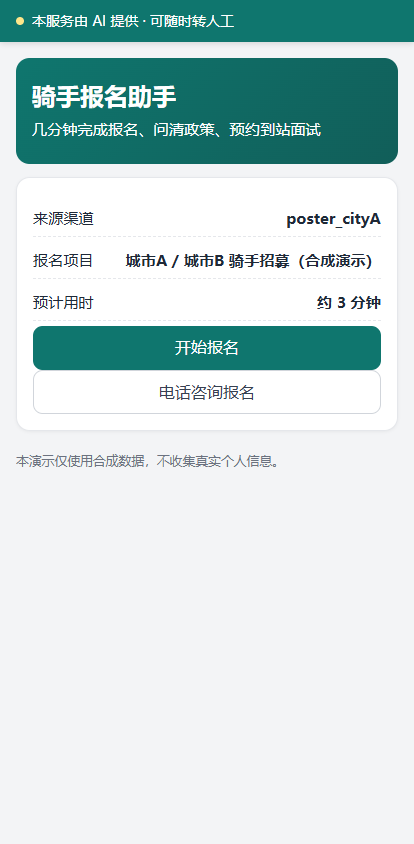 本服务由 AI 提供 · 可随时转人工
骑手报名助手
几分钟完成报名、问清政策、预约到站面试
来源渠道 poster_cityA
报名项目 城市A / 城市B 骑手招募（合成演示）
预计用时 约 3 分钟
开始报名
电话咨询报名
本演示仅使用合成数据，不收集真实个人信息。